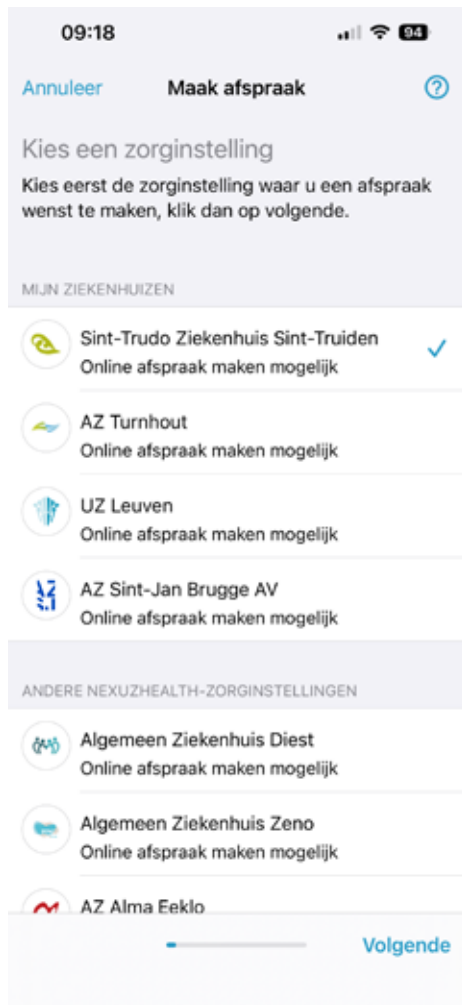 09:18
94
Annuleer
Maak afspraak
?
Kies een zorginstelling
Kies eerst de zorginstelling waar u een afspraak
wenst te maken, klik dan op volgende.
MIJN ZIEKENHUIZEN
Sint-Trudo Ziekenhuis Sint-Truiden
Online afspraak maken mogelijk
AZ Turnhout
Online afspraak maken mogelijk
UZ Leuven
Online afspraak maken mogelijk
AZ Sint-Jan Brugge AV
Online afspraak maken mogelijk
ANDERE NEXUZHEALTH-ZORGINSTELLINGEN
Algemeen Ziekenhuis Diest
Online afspraak maken mogelijk
Algemeen Ziekenhuis Zeno
Online afspraak maken mogelijk
AZ Alma Eeklo
Volgende